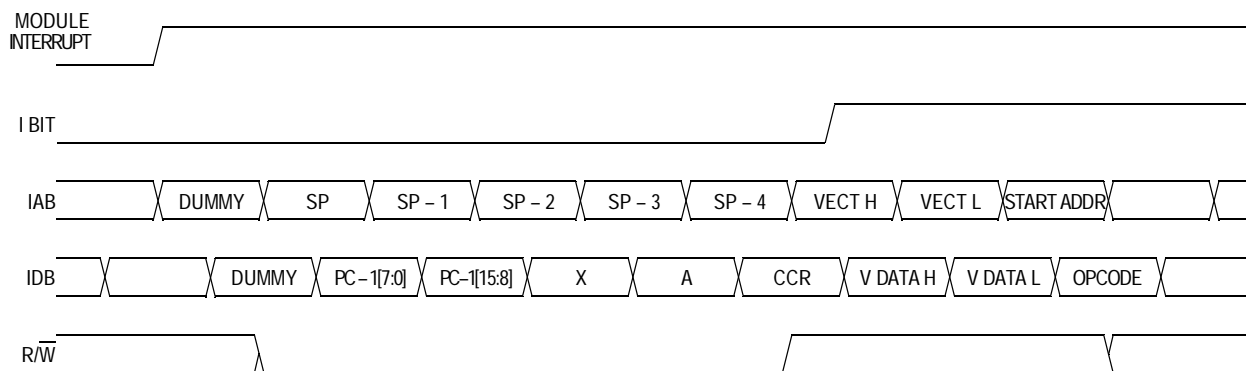 MODULE
INTERRUPT
I BIT
IAB DUMMY SP SP – 1 SP – 2 SP – 3 SP – 4 VECT H VECT L START ADDR
IDB DUMMY PC – 1[7:0] PC–1[15:8] X A CCR V DATA H V DATA L OPCODE
R/W̅